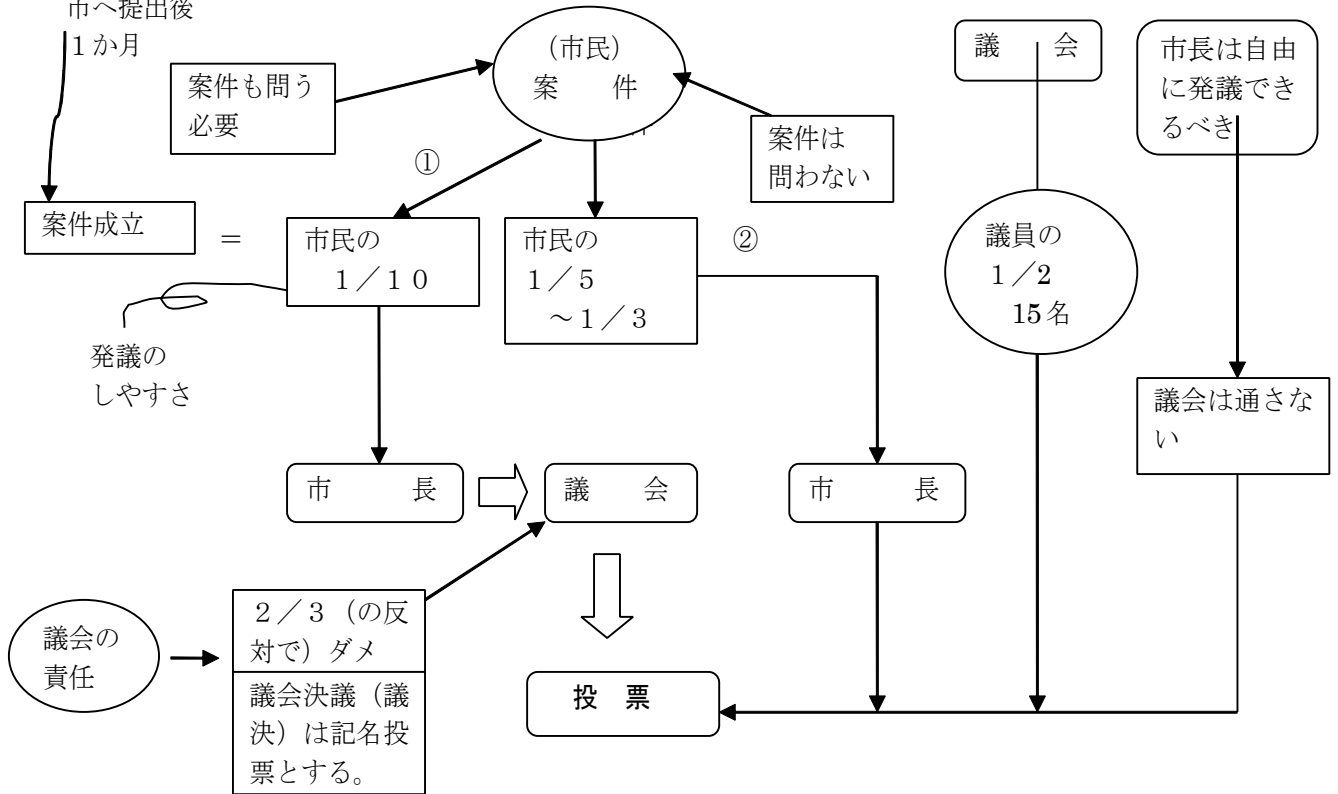 市へ提出後
１か月
案件も問う
必要
（市民）
案　　件
案件は
問わない
議　　会
市長は自由
に発議でき
るべき
①
案件成立
＝
市民の
１／１０
市民の
１／５
～１／３
②
議員の
１／２
15名
発議の
しやすさ
議会は通さな
い
市　　　長
議　　会
市　　　長
議会の
責任
２／３（の反
対で）ダメ
議会決議（議
決）は記名投
票とする。
投　票